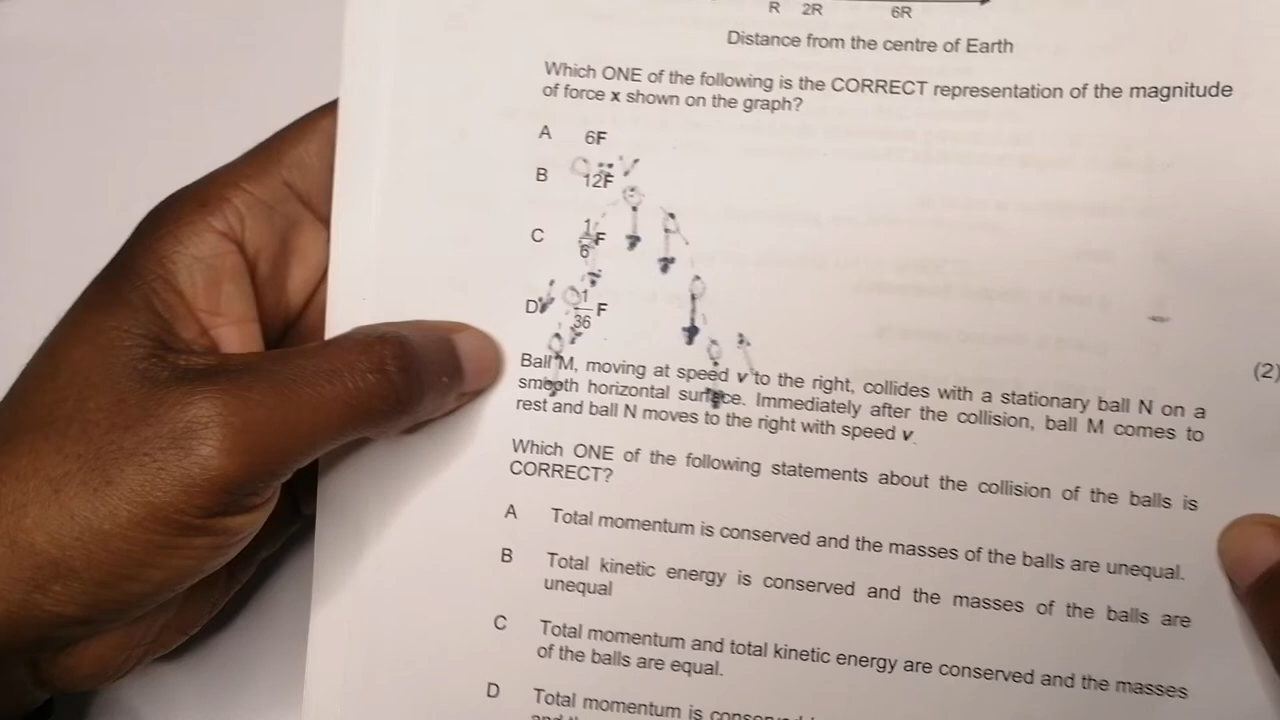 R 2R 6R
Distance from the centre of Earth
Which ONE of the following is the CORRECT representation of the magnitude
of force x shown on the graph?
A 6F
B 12F
C 1/6 F
D 1/36 F
(2)
Ball M, moving at speed v to the right, collides with a stationary ball N on a
smooth horizontal surface. Immediately after the collision, ball M comes to
rest and ball N moves to the right with speed v.
Which ONE of the following statements about the collision of the balls is
CORRECT?
A Total momentum is conserved and the masses of the balls are unequal.
B Total kinetic energy is conserved and the masses of the balls are
unequal
C Total momentum and total kinetic energy are conserved and the masses
of the balls are equal.
D Total momentum is